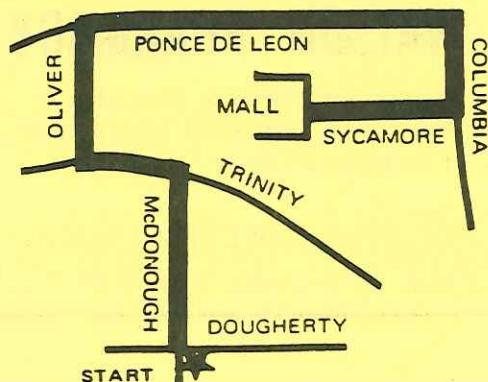 PONCE DE LEON
OLIVER
COLUMBIA
MALL
SYCAMORE
TRINITY
McDONOUGH
DOUGHERTY
START